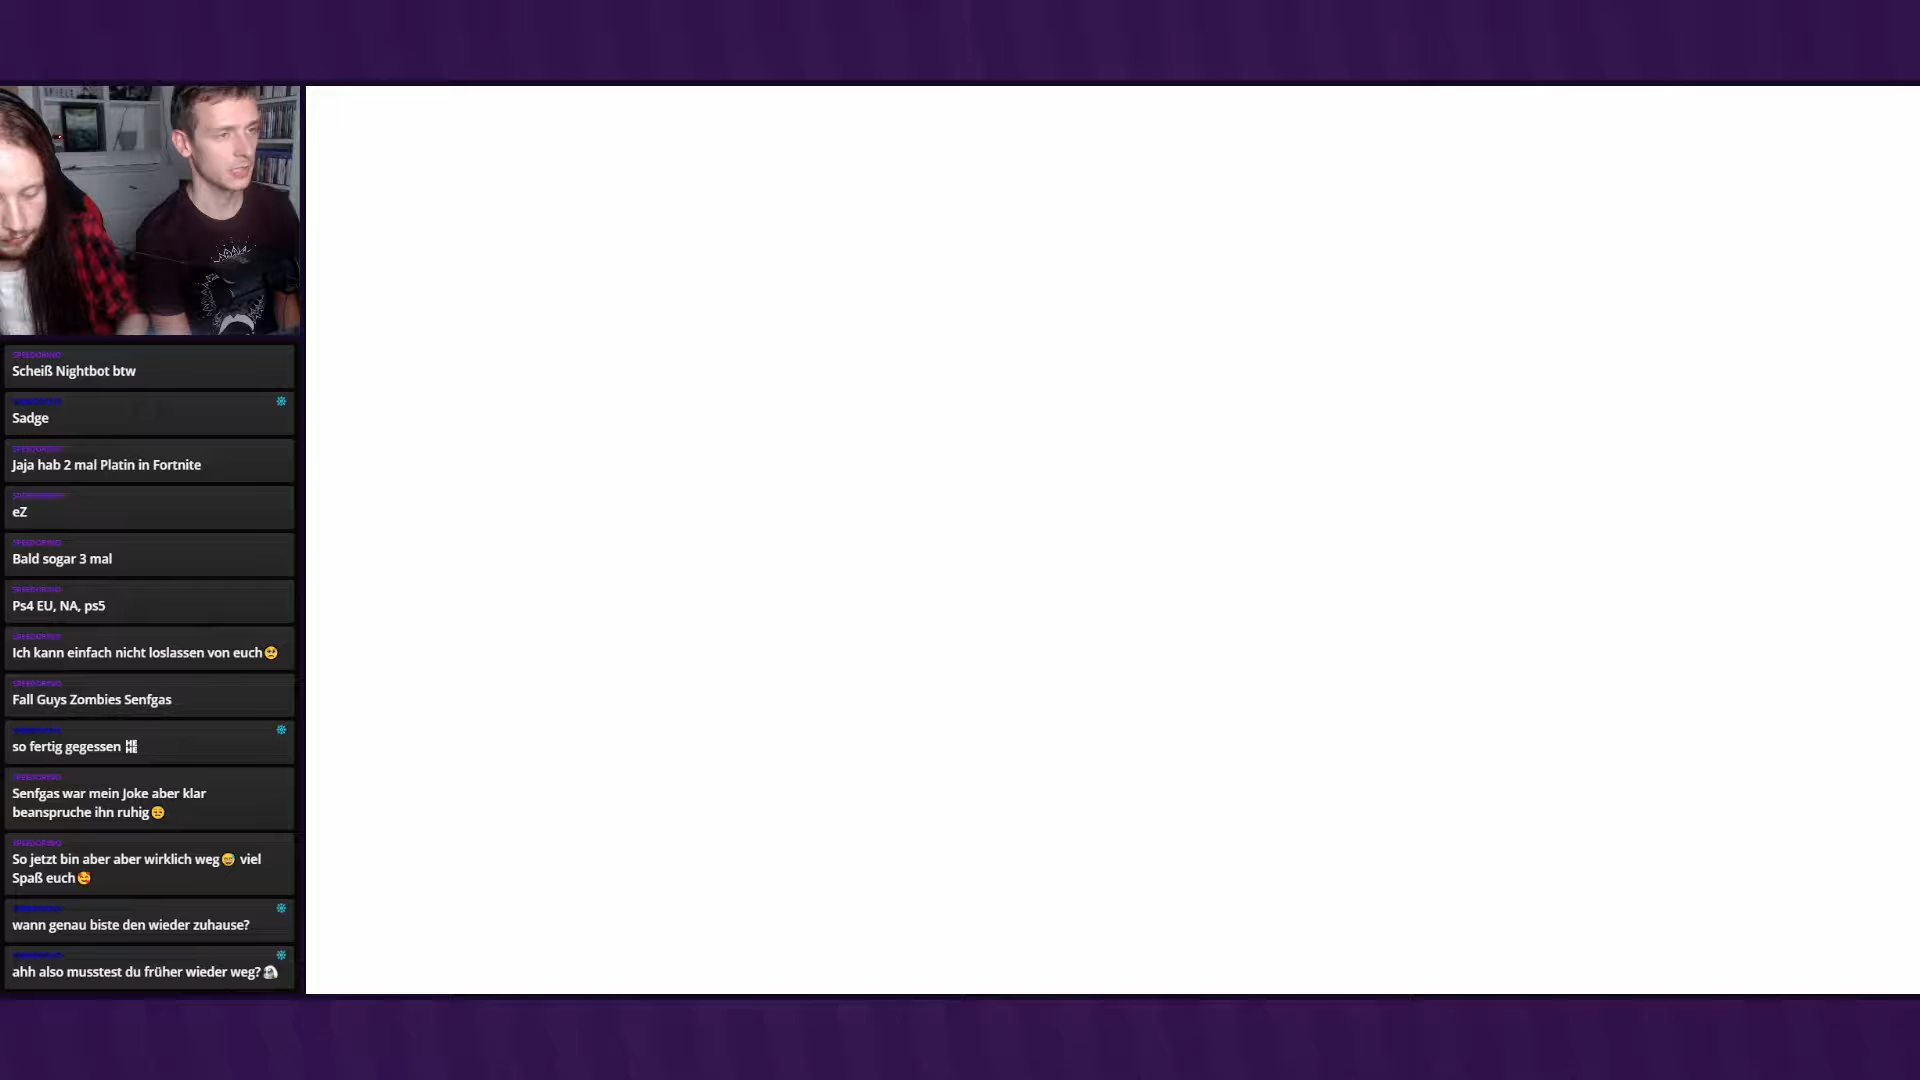 Scheiß Nightbot btw
Sadge
Jaja hab 2 mal Platin in Fortnite
eZ
Bald sogar 3 mal
Ps4 EU, NA, ps5
Ich kann einfach nicht loslassen von euch🥺
Fall Guys Zombies Senfgas
so fertig gegessen
Senfgas war mein Joke aber klar
beanspruche ihn ruhig😔
So jetzt bin aber aber wirklich weg😅 viel
Spaß euch🥰
wann genau biste den wieder zuhause?
ahh also musstest du früher wieder weg?